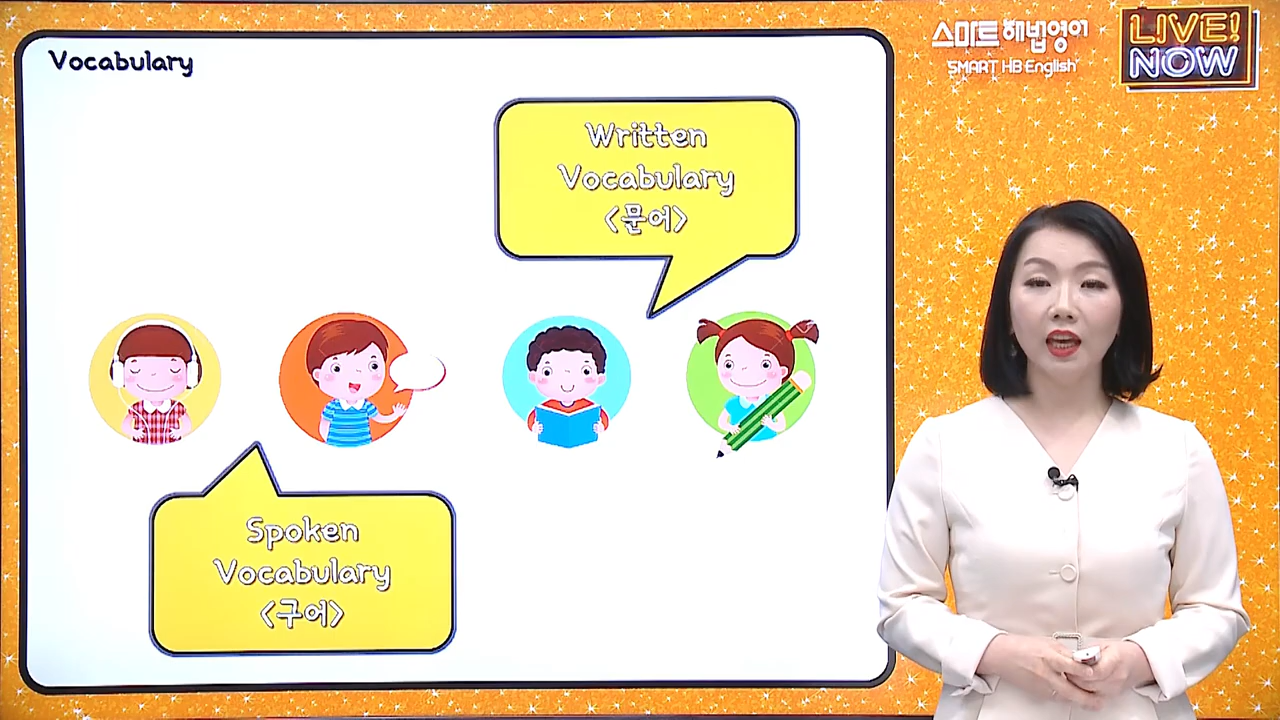 Vocabulary
스마트 해법영어
SMART HB English
LIVE!
NOW
Written
Vocabulary
<문어>
Spoken
Vocabulary
<구어>